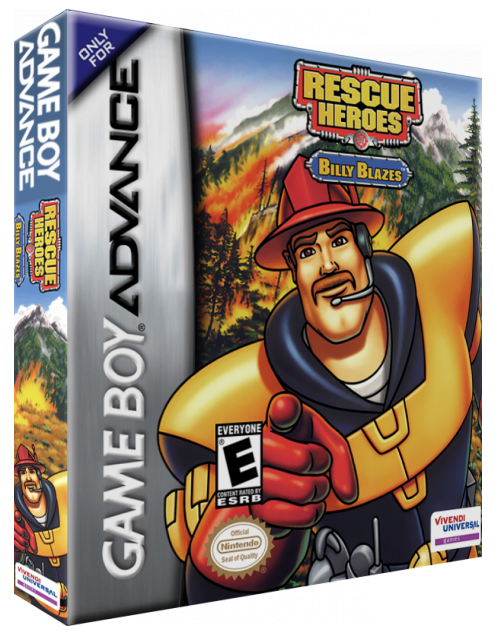 GAME BOY
ADVANCE
RESCUE
HEROES
BILLY BLAZES
VIVENDI
UNIVERSAL
games
ONLY
FOR
GAME BOY ADVANCE
RESCUE
HEROES
BILLY BLAZES
EVERYONE
E
CONTENT RATED BY
ESRB
Official
Nintendo
Seal of Quality
VIVENDI
UNIVERSAL
games